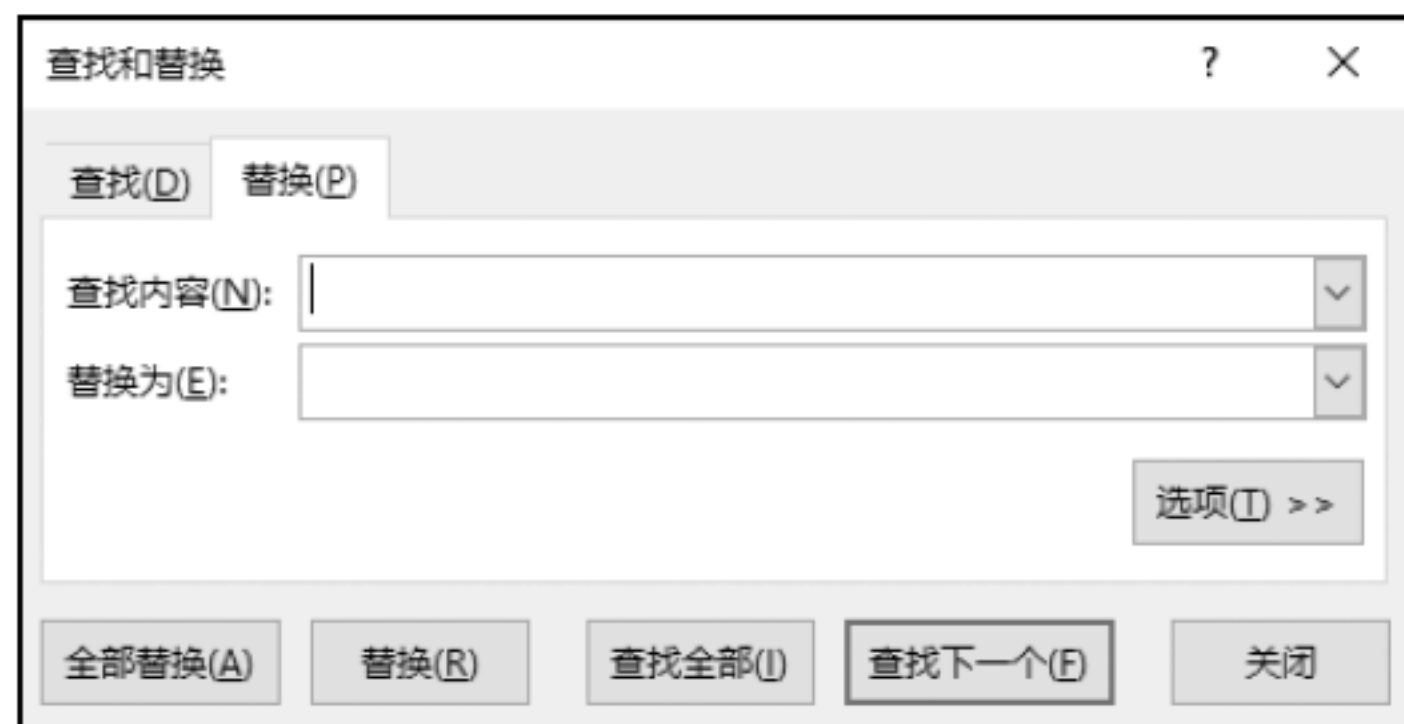 查找和替换 ? ×
查找(D) 替换(P)
查找内容(N):
替换为(E):
选项(T) >>
全部替换(A) 替换(R) 查找全部(I) 查找下一个(F) 关闭